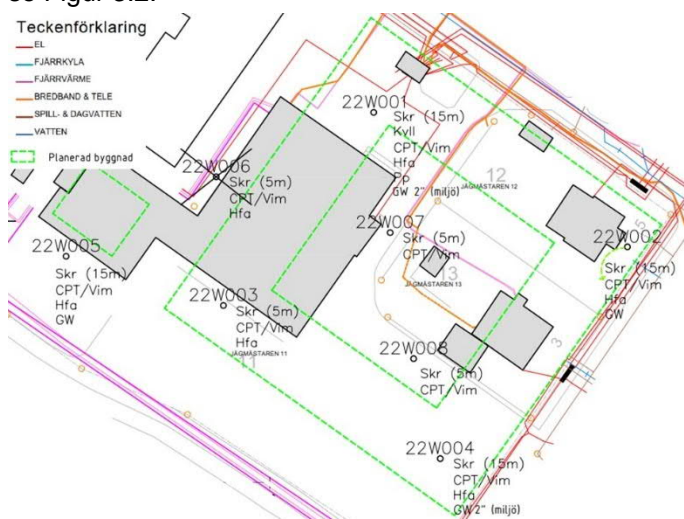 Teckenförklaring
EL
FJÄRRKYLA
FJÄRRVÄRME
BREDBAND & TELE
SPILL- & DAGVATTEN
VATTEN
Planerad byggnad
22W001
Skr (15m)
Kvll
CPT/Vim
Hfa
Pp
GW 2" (miljö)
22W006
Skr (5m)
CPT/Vim
Hfa
12
JÄGMÄSTAREN 12
22W007
Skr (5m)
CPT/Vim
13
JÄGMÄSTAREN 13
5
22W002
Skr (15m)
CPT/Vim
Hfa
GW
22W005
Skr (15m)
CPT/Vim
Hfa
GW
22W003
Skr (5m)
CPT/Vim
Hfa
JÄGMÄSTAREN 11
11
3
22W008
Skr (5m)
CPT/Vim
22W004
Skr (15m)
CPT/Vim
Hfa
GW 2" (miljö)